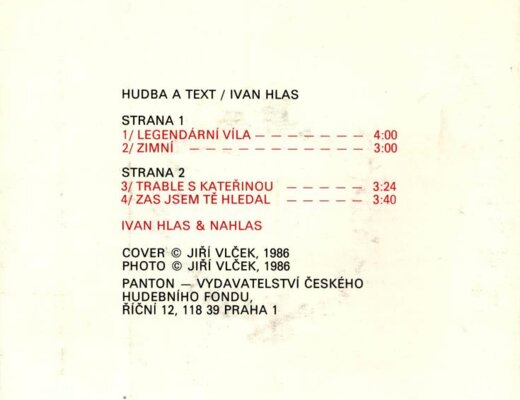 HUDBA A TEXT / IVAN HLAS
STRANA 1
1/ LEGENDÁRNÍ VÍLA — — — — — — — 4:00
2/ ZIMNÍ — — — — — — — — — — 3:00
STRANA 2
3/ TRABLE S KATEŘINOU — — — — — 3:24
4/ ZAS JSEM TĚ HLEDAL — — — — — 3:40
IVAN HLAS & NAHLAS
COVER © JIŘÍ VLČEK, 1986
PHOTO © JIŘÍ VLČEK, 1986
PANTON — VYDAVATELSTVÍ ČESKÉHO
HUDEBNÍHO FONDU,
ŘÍČNÍ 12, 118 39 PRAHA 1